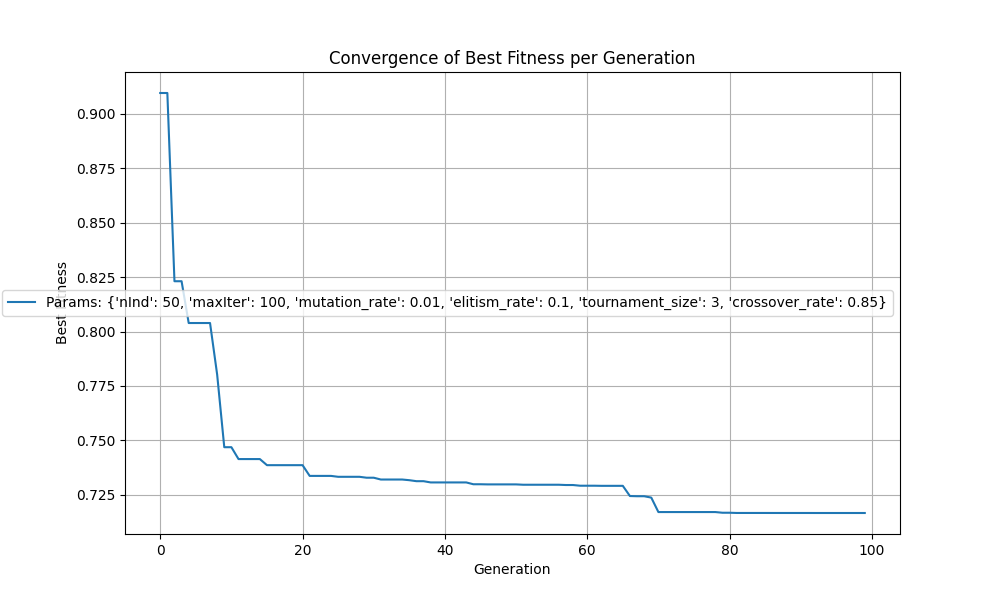 Convergence of Best Fitness per Generation
0.900
0.875
0.850
0.825
0.800
0.775
0.750
0.725
Best Fitness
Params: {'nInd': 50, 'maxIter': 100, 'mutation_rate': 0.01, 'elitism_rate': 0.1, 'tournament_size': 3, 'crossover_rate': 0.85}
0 20 40 60 80 100
Generation